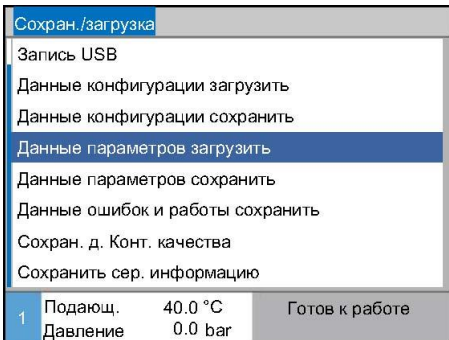 Сохран./загрузка
Запись USB
Данные конфигурации загрузить
Данные конфигурации сохранить
Данные параметров загрузить
Данные параметров сохранить
Данные ошибок и работы сохранить
Сохран. д. Конт. качества
Сохранить сер. информацию
1 Подающ. 40.0 °C Готов к работе
Давление 0.0 bar